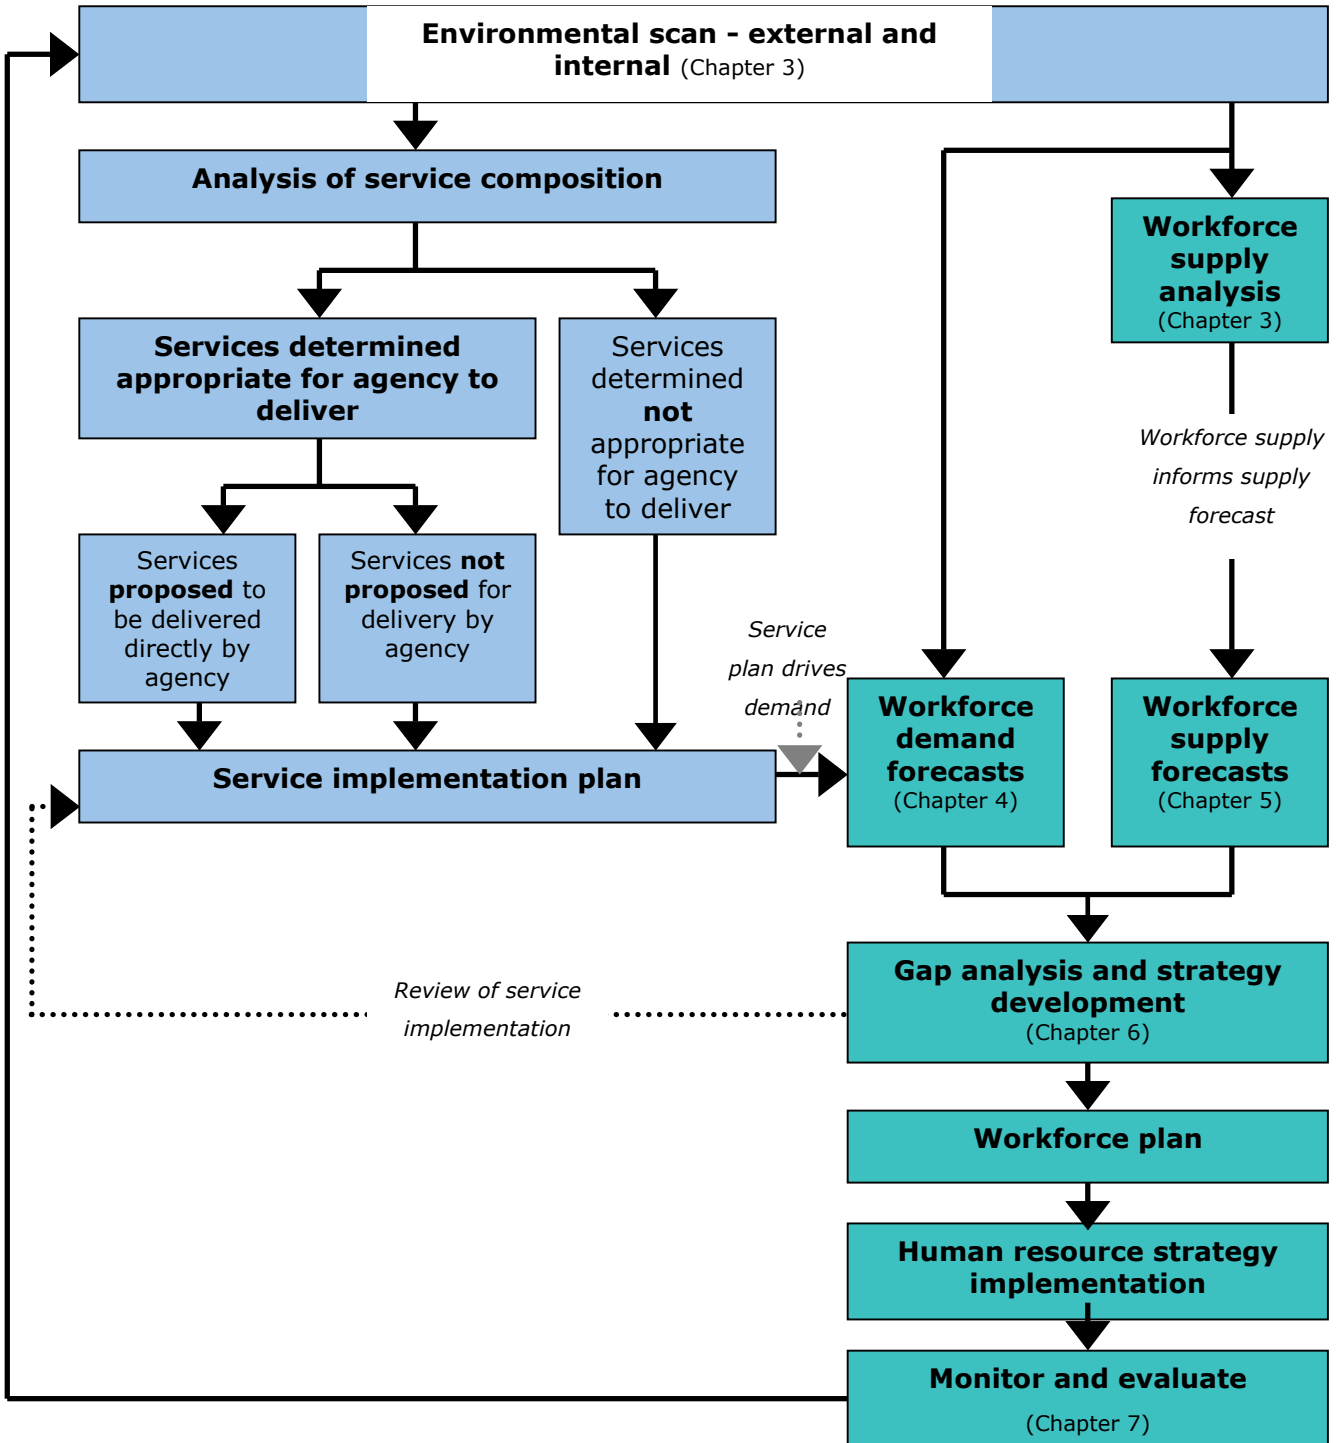 Environmental scan - external and
internal (Chapter 3)
Analysis of service composition
Workforce
supply
analysis
(Chapter 3)
Services determined
appropriate for agency to
deliver
Services
determined
not
appropriate
for agency
to deliver
Workforce supply
informs supply
forecast
Services
proposed to
be delivered
directly by
agency
Services not
proposed for
delivery by
agency
Service
plan drives
demand
Workforce
demand
forecasts
(Chapter 4)
Workforce
supply
forecasts
(Chapter 5)
Service implementation plan
Gap analysis and strategy
development
(Chapter 6)
Review of service
implementation
Workforce plan
Human resource strategy
implementation
Monitor and evaluate
(Chapter 7)